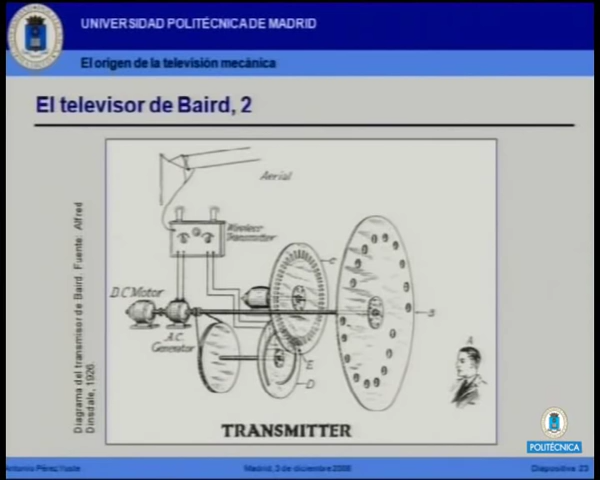 UNIVERSIDAD POLITÉCNICA DE MADRID
El origen de la televisión mecánica
El televisor de Baird, 2
Diagrama del transmisor de Baird. Fuente: Alfred
Dinsdale, 1926.
Aerial
Wireless
Transmitter
D.C Motor
A.C.
Generator
C
B
A
E
D
TRANSMITTER
POLITÉCNICA
Antonio Pérez Yuste
Madrid, 3 de diciembre 2008
Diapositiva 23